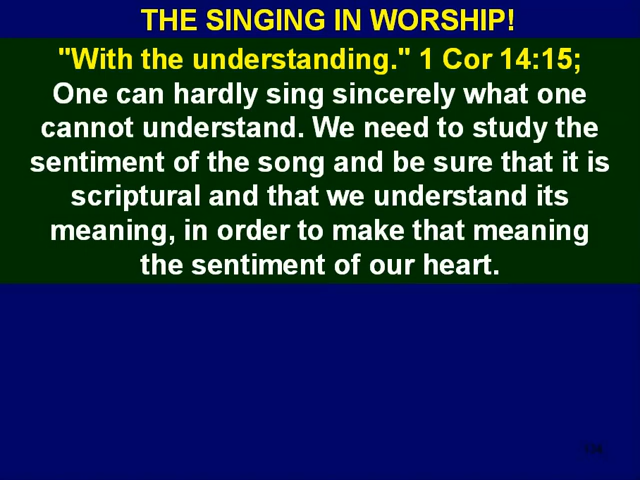 THE SINGING IN WORSHIP!
"With the understanding." 1 Cor 14:15;
One can hardly sing sincerely what one
cannot understand. We need to study the
sentiment of the song and be sure that it is
scriptural and that we understand its
meaning, in order to make that meaning
the sentiment of our heart.